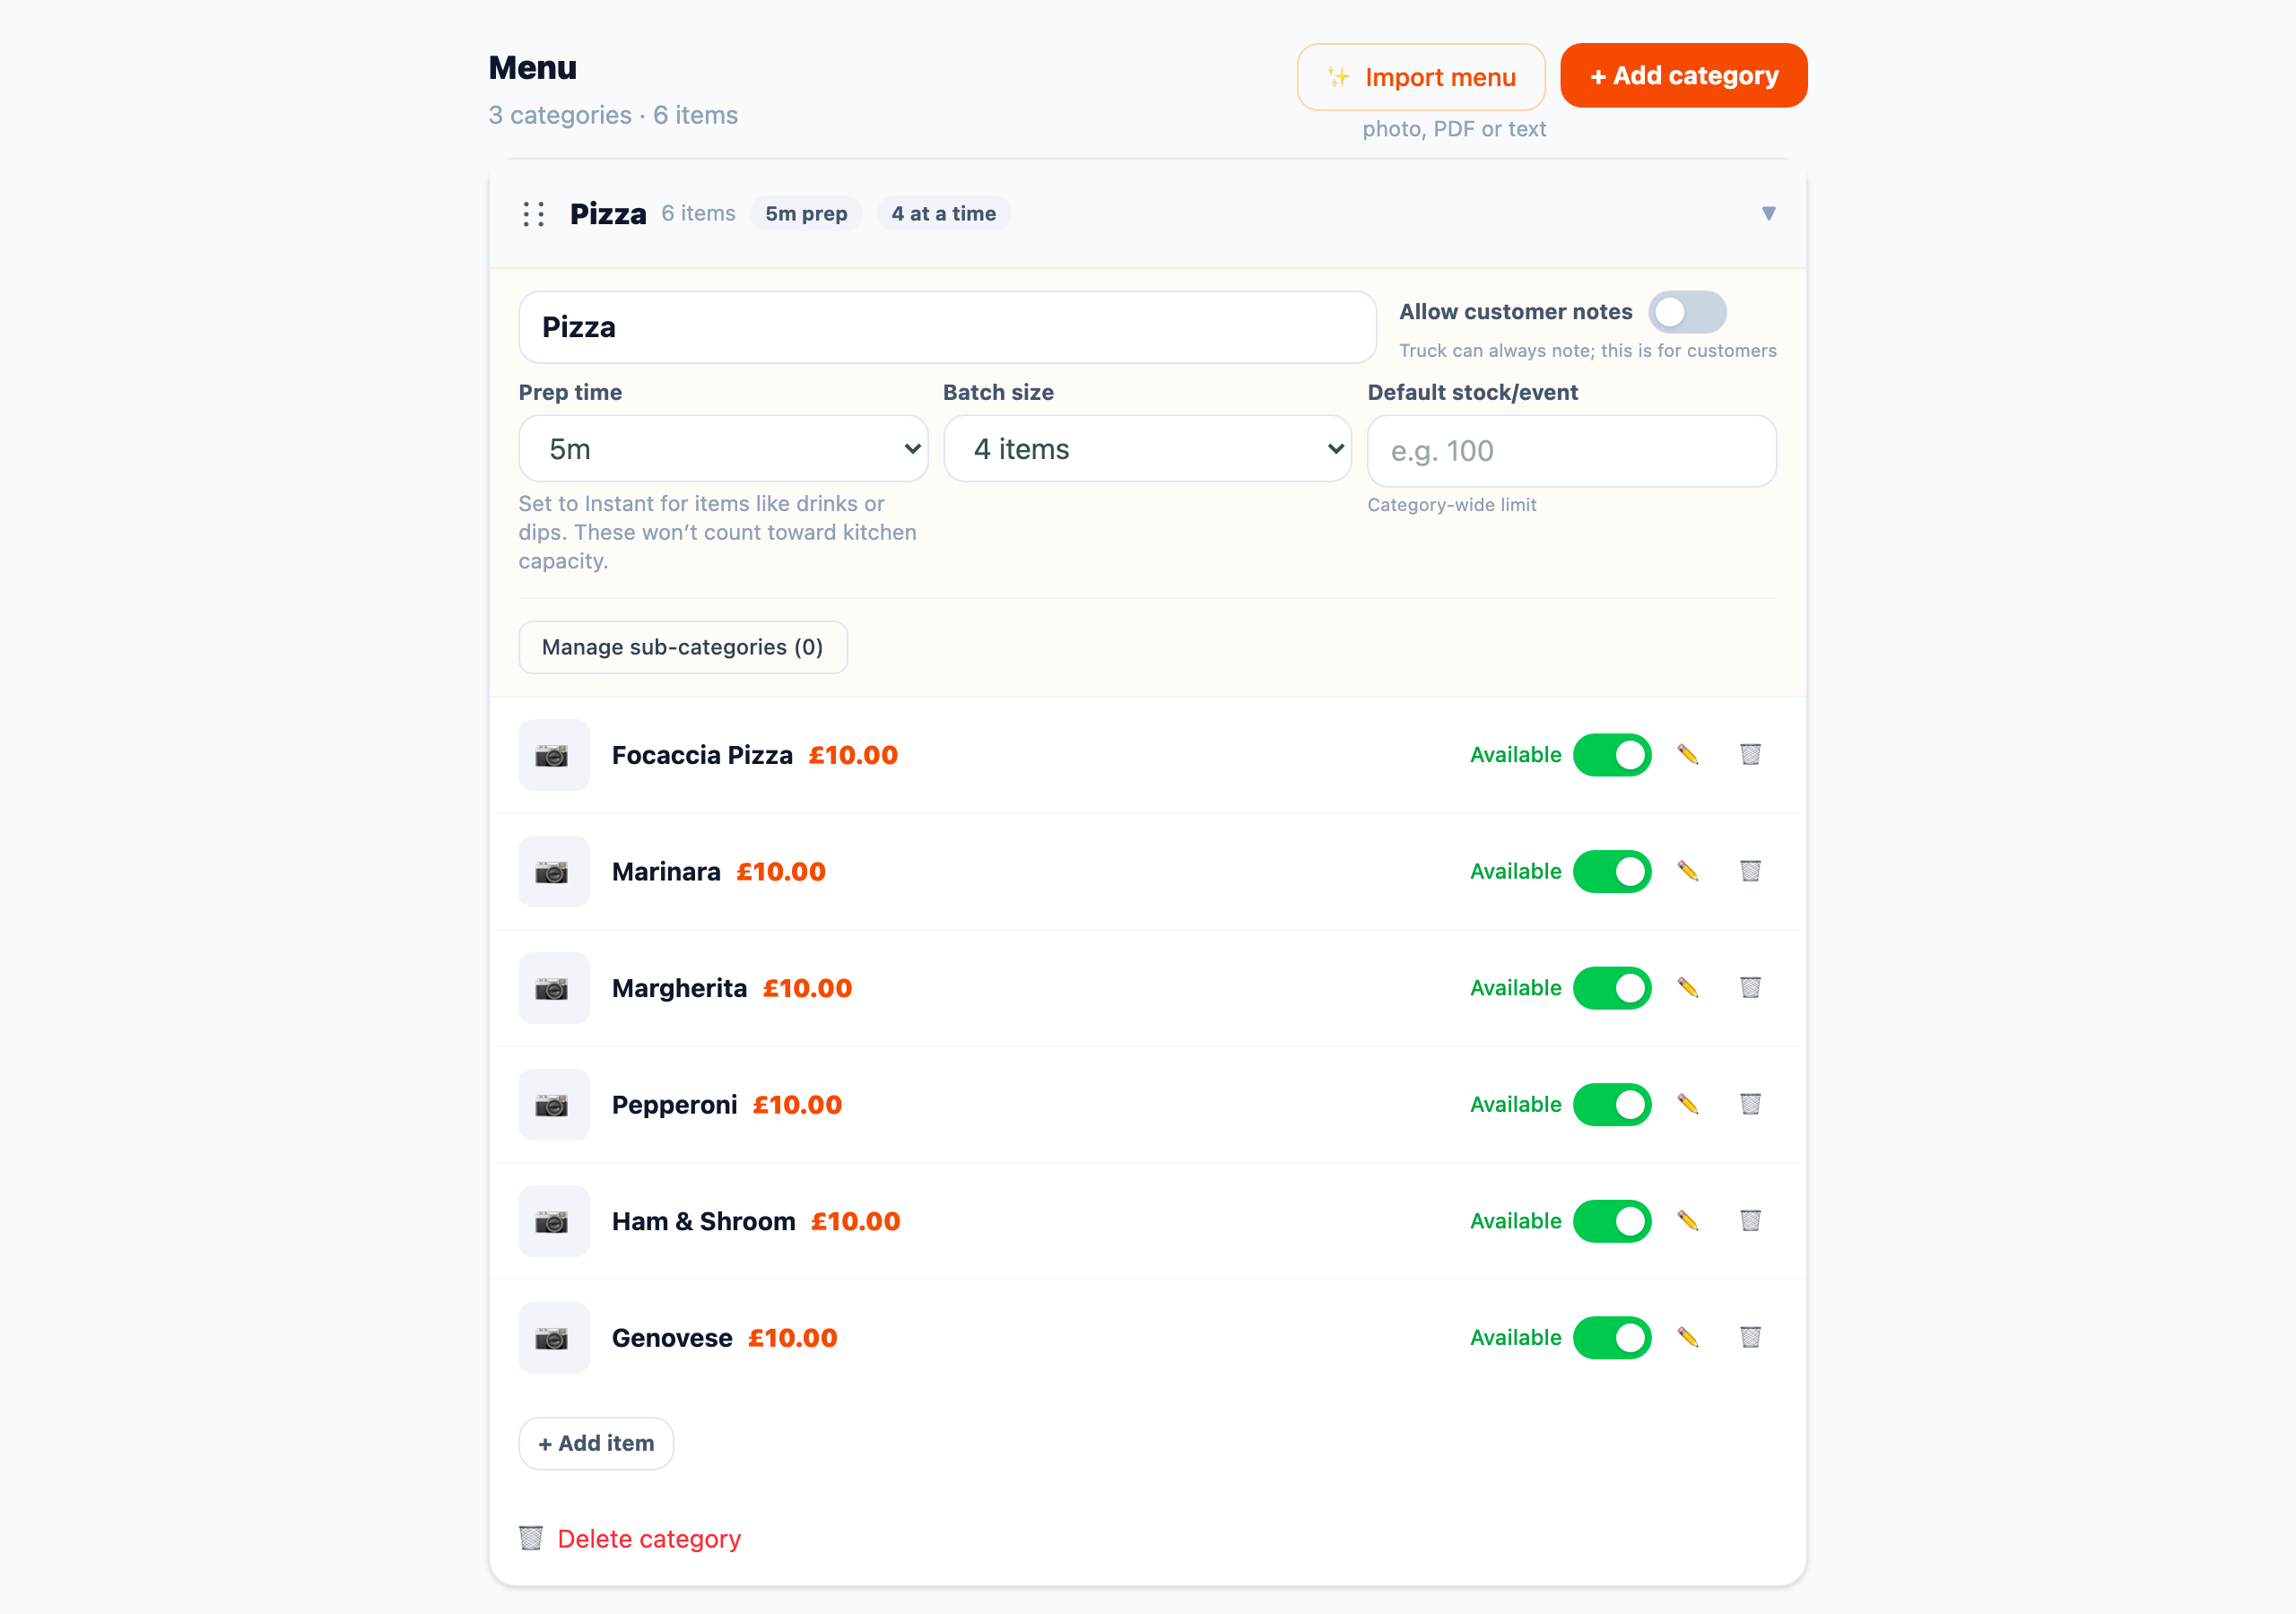 Menu
3 categories · 6 items
✨ Import menu
+ Add category
photo, PDF or text
Pizza 6 items 5m prep 4 at a time
Pizza
Allow customer notes
Truck can always note; this is for customers
Prep time
Batch size
Default stock/event
5m
4 items
e.g. 100
Set to Instant for items like drinks or
dips. These won’t count toward kitchen
capacity.
Category-wide limit
Manage sub-categories (0)
Focaccia Pizza £10.00 Available
Marinara £10.00 Available
Margherita £10.00 Available
Pepperoni £10.00 Available
Ham & Shroom £10.00 Available
Genovese £10.00 Available
+ Add item
Delete category